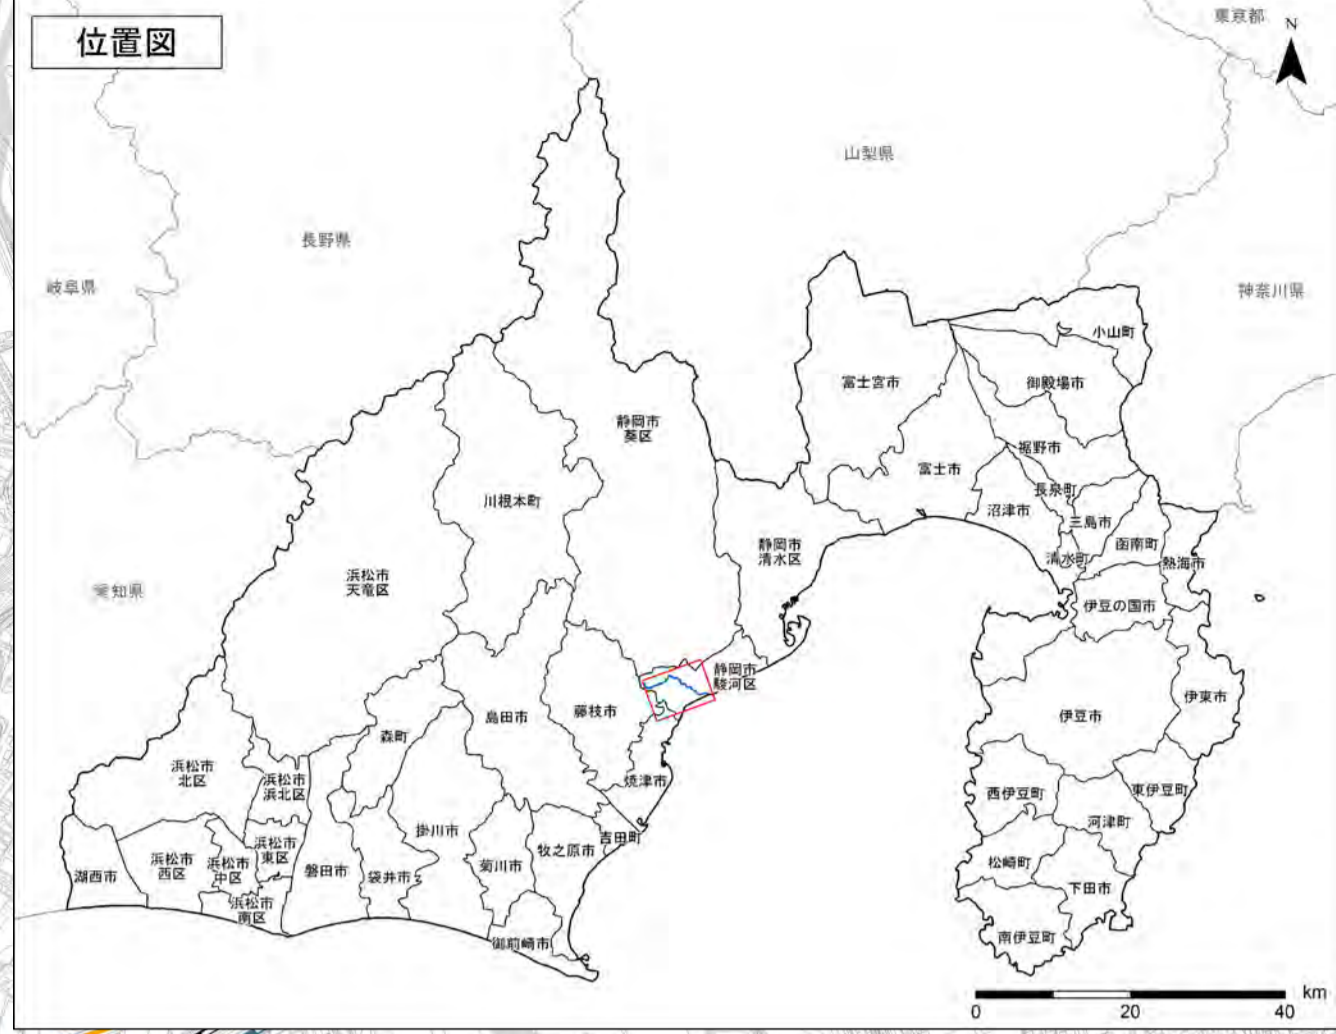 位置図
東京都
N
山梨県
長野県
岐阜県
神奈川県
小山町
富士宮市
御殿場市
静岡市
葵区
裾野市
富士市
長泉町
川根本町
沼津市
三島市
静岡市
清水区
函南町
清水町
熱海市
浜松市
天竜区
愛知県
伊豆の国市
静岡市
駿河区
伊東市
島田市
藤枝市
伊豆市
森町
浜松市
北区
浜松市
浜北区
焼津市
西伊豆町
東伊豆町
河津町
掛川市
吉田町
浜松市
東区
牧之原市
浜松市
西区
浜松市
中区
磐田市
袋井市
菊川市
松崎町
湖西市
下田市
浜松市
南区
御前崎市
南伊豆町
km
0
20
40